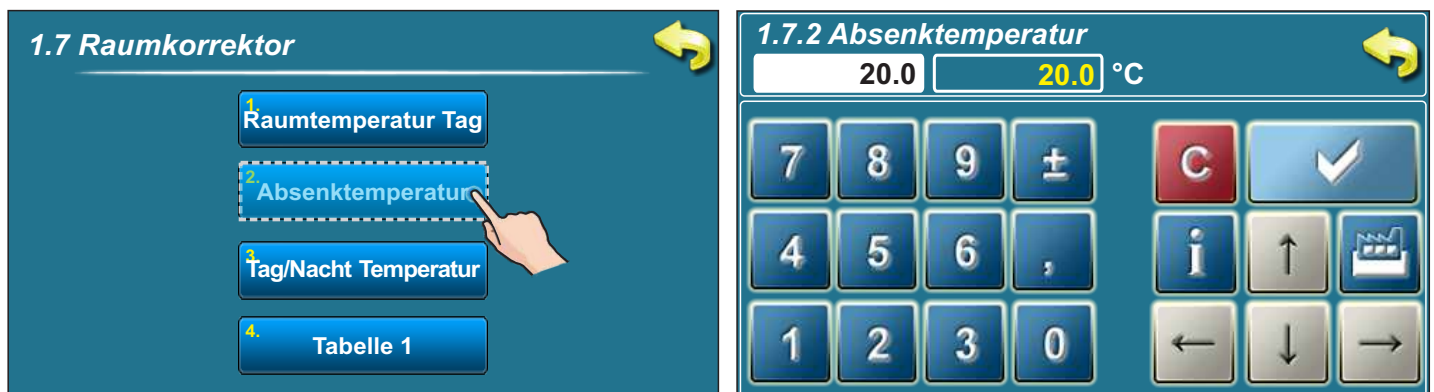 1.7 Raumkorrektor
1.
Raumtemperatur Tag
2.
Absenktemperatur
3.
Tag/Nacht Temperatur
4.
Tabelle 1
1.7.2 Absenktemperatur
20.0 20.0 °C
7 8 9 ± C
4 5 6 , i ↑
1 2 3 0 ← ↓ →